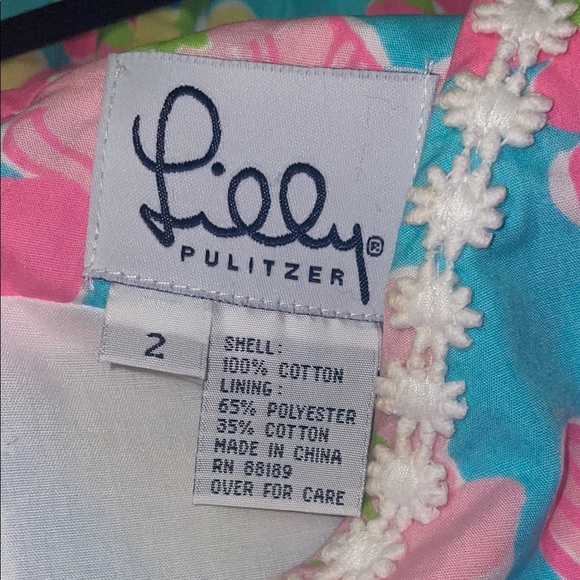 Lilly®
PULITZER
2
SHELL:
100% COTTON
LINING:
65% POLYESTER
35% COTTON
MADE IN CHINA
RN 88189
OVER FOR CARE